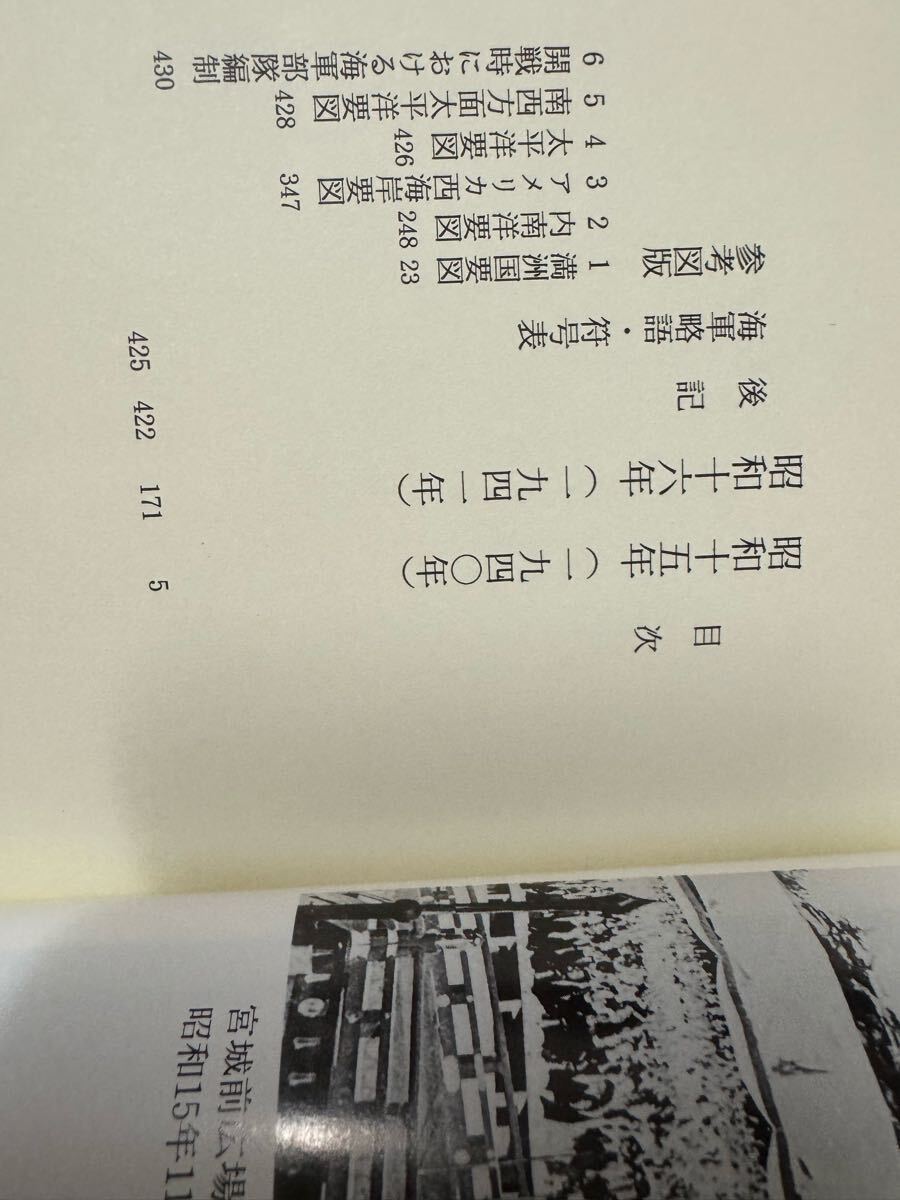 目次
昭和十五年（一九四〇年） 5
昭和十六年（一九四一年） 171
後記 422
海軍略語・符号表 425
参考図版
1 満洲国要図 23
2 内南洋要図 248
3 アメリカ西海岸要図 347
4 太平洋要図 426
5 南西方面太平洋要図 428
6 開戦時における海軍部隊編制 430
宮城前広場
昭和15年11